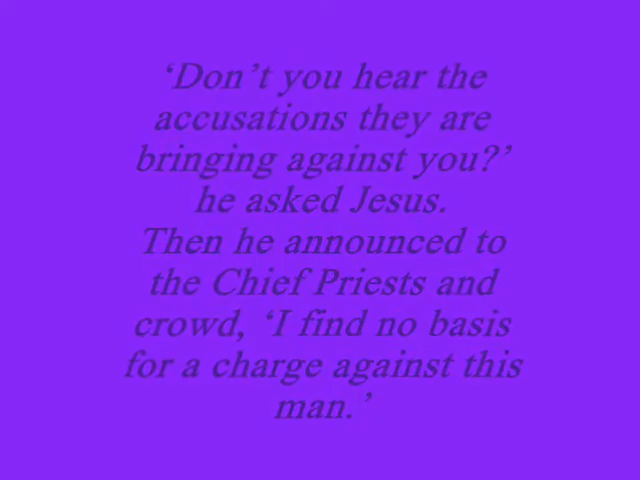 ‘Don’t you hear the
accusations they are
bringing against you?’
he asked Jesus.
Then he announced to
the Chief Priests and
crowd, ‘I find no basis
for a charge against this
man.’